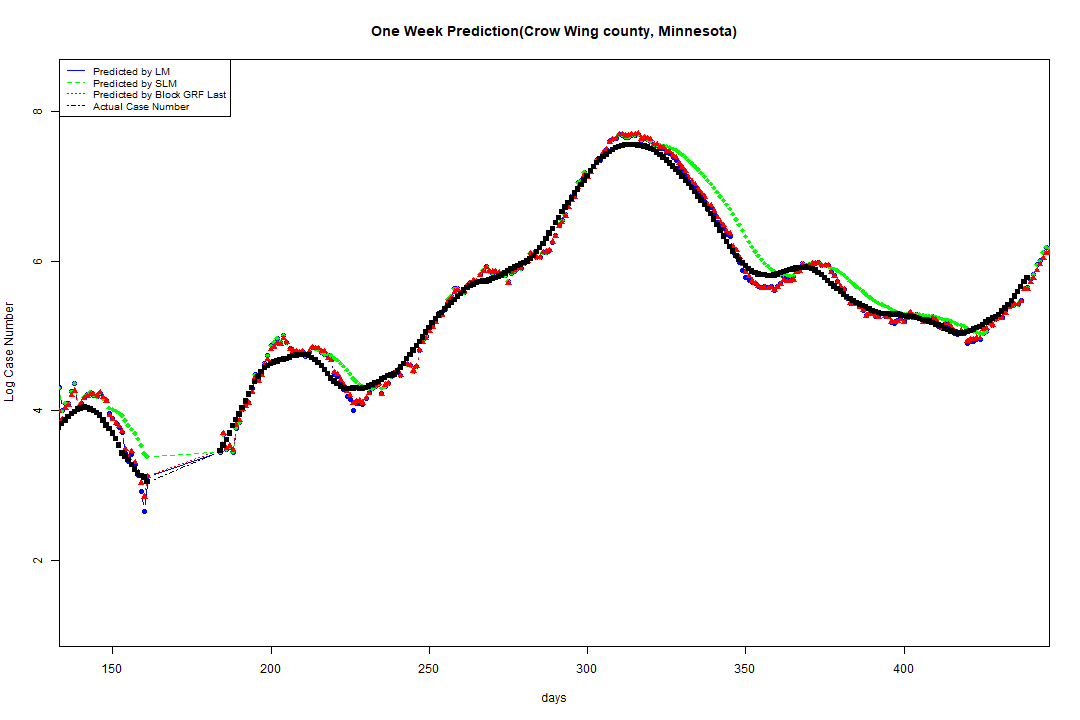 One Week Prediction(Crow Wing county, Minnesota)
Predicted by LM
Predicted by SLM
Predicted by Block GRF Last
Actual Case Number
8
6
4
2
Log Case Number
150 200 250 300 350 400
days